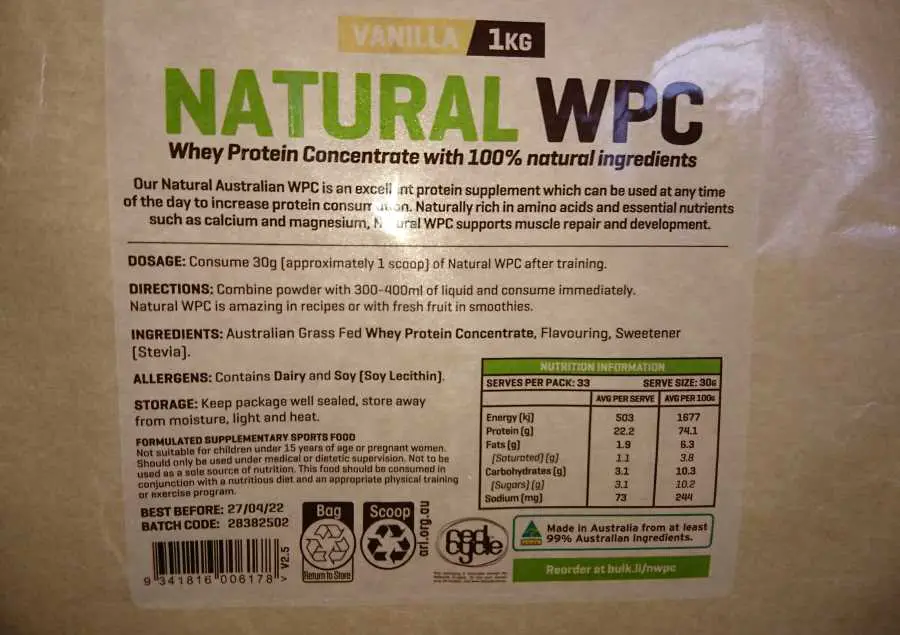 VANILLA 1KG
NATURAL WPC
Whey Protein Concentrate with 100% natural ingredients
Our Natural Australian WPC is an excell nt protein supplement which can be used at any time
of the day to increase protein consum n. Naturally rich in amino acids and essential nutrients
such as calcium and magnesium, N ural WPC supports muscle repair and development.
DOSAGE: Consume 30g (approximately 1 scoop) of Natural WPC after training.
DIRECTIONS: Combine powder with 300-400ml of liquid and consume immediately.
Natural WPC is amazing in recipes or with fresh fruit in smoothies.
INGREDIENTS: Australian Grass Fed Whey Protein Concentrate, Flavouring, Sweetener
(Stevia).
ALLERGENS: Contains Dairy and Soy (Soy Lecithin).
STORAGE: Keep package well sealed, store away
from moisture, light and heat.
FORMULATED SUPPLEMENTARY SPORTS FOOD
Not suitable for children under 15 years of age or pregnant women.
Should only be used under medical or dietetic supervision. Not to be
used as a sole source of nutrition. This food should be consumed in
conjunction with a nutritious diet and an appropriate physical training
or exercise program.
BEST BEFORE: 27/04/22
BATCH CODE: 28382502
9 341816 006178 >
V2.5
Bag
Return to Store
Scoop
arl.org.au
red
cycle
NUTRITION INFORMATION
SERVES PER PACK: 33 SERVE SIZE: 30G
AVG PER SERVE AVG PER 100G
Energy (kj) 503 1677
Protein (g) 22.2 74.1
Fats (g) 1.9 6.3
(Saturated) (g) 1.1 3.8
Carbohydrates (g) 3.1 10.3
(Sugars) (g) 3.1 10.2
Sodium (mg) 73 244
Made in Australia from at least
99% Australian Ingredients.
Reorder at bulk.li/nwpc